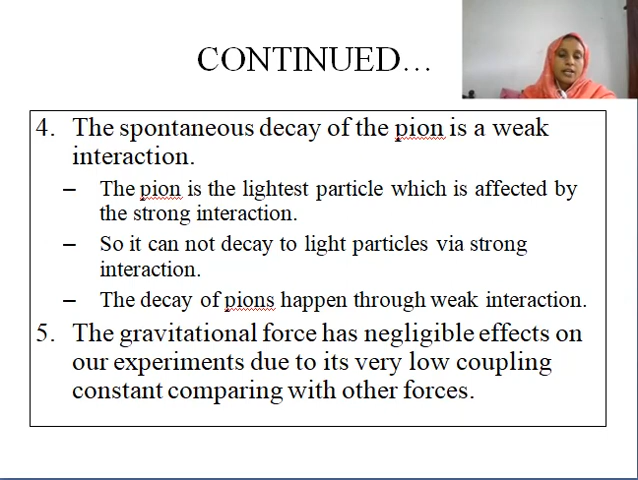 CONTINUED...
4. The spontaneous decay of the pion is a weak
interaction.
– The pion is the lightest particle which is affected by
the strong interaction.
– So it can not decay to light particles via strong
interaction.
– The decay of pions happen through weak interaction.
5. The gravitational force has negligible effects on
our experiments due to its very low coupling
constant comparing with other forces.